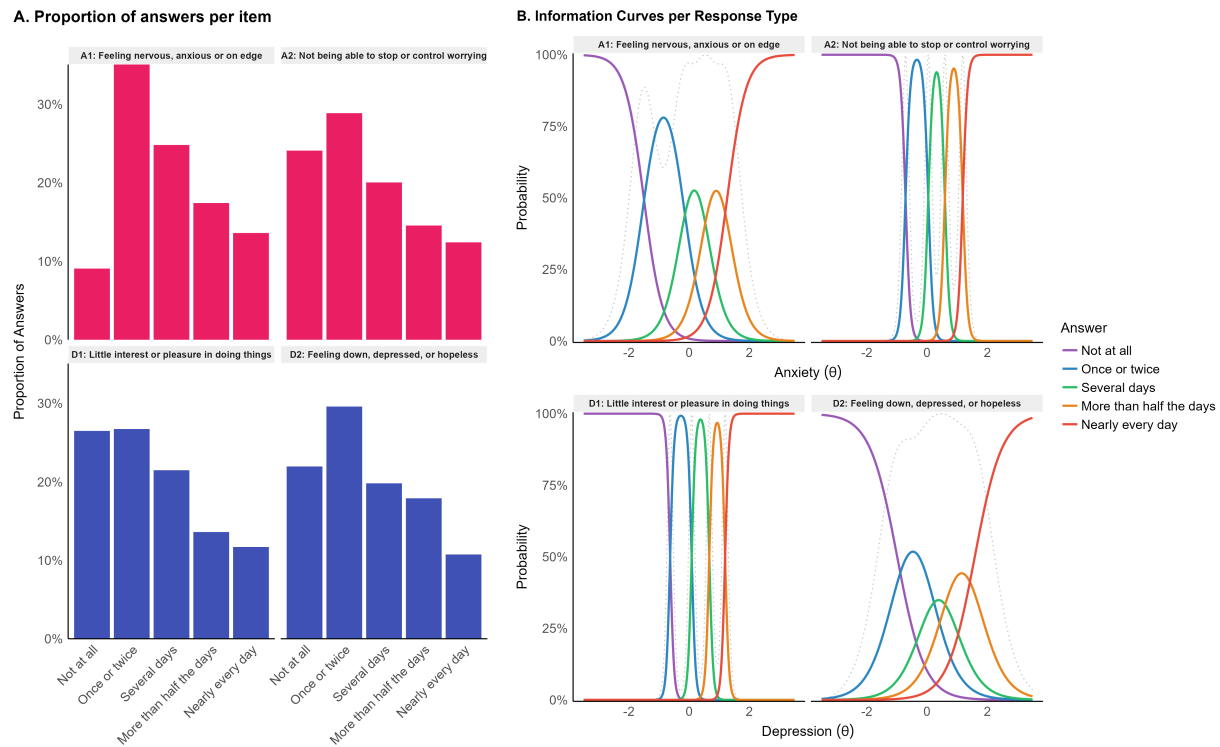 A. Proportion of answers per item
A1: Feeling nervous, anxious or on edge
A2: Not being able to stop or control worrying
30%
20%
10%
0%
D1: Little interest or pleasure in doing things
D2: Feeling down, depressed, or hopeless
30%
20%
10%
0%
Proportion of Answers
Not at all
Once or twice
Several days
More than half the days
Nearly every day
Not at all
Once or twice
Several days
More than half the days
Nearly every day
B. Information Curves per Response Type
A1: Feeling nervous, anxious or on edge
A2: Not being able to stop or control worrying
100%
75%
50%
25%
0%
Probability
-2 0 2
-2 0 2
Anxiety (θ)
D1: Little interest or pleasure in doing things
D2: Feeling down, depressed, or hopeless
100%
75%
50%
25%
0%
Probability
-2 0 2
-2 0 2
Depression (θ)
Answer
Not at all
Once or twice
Several days
More than half the days
Nearly every day